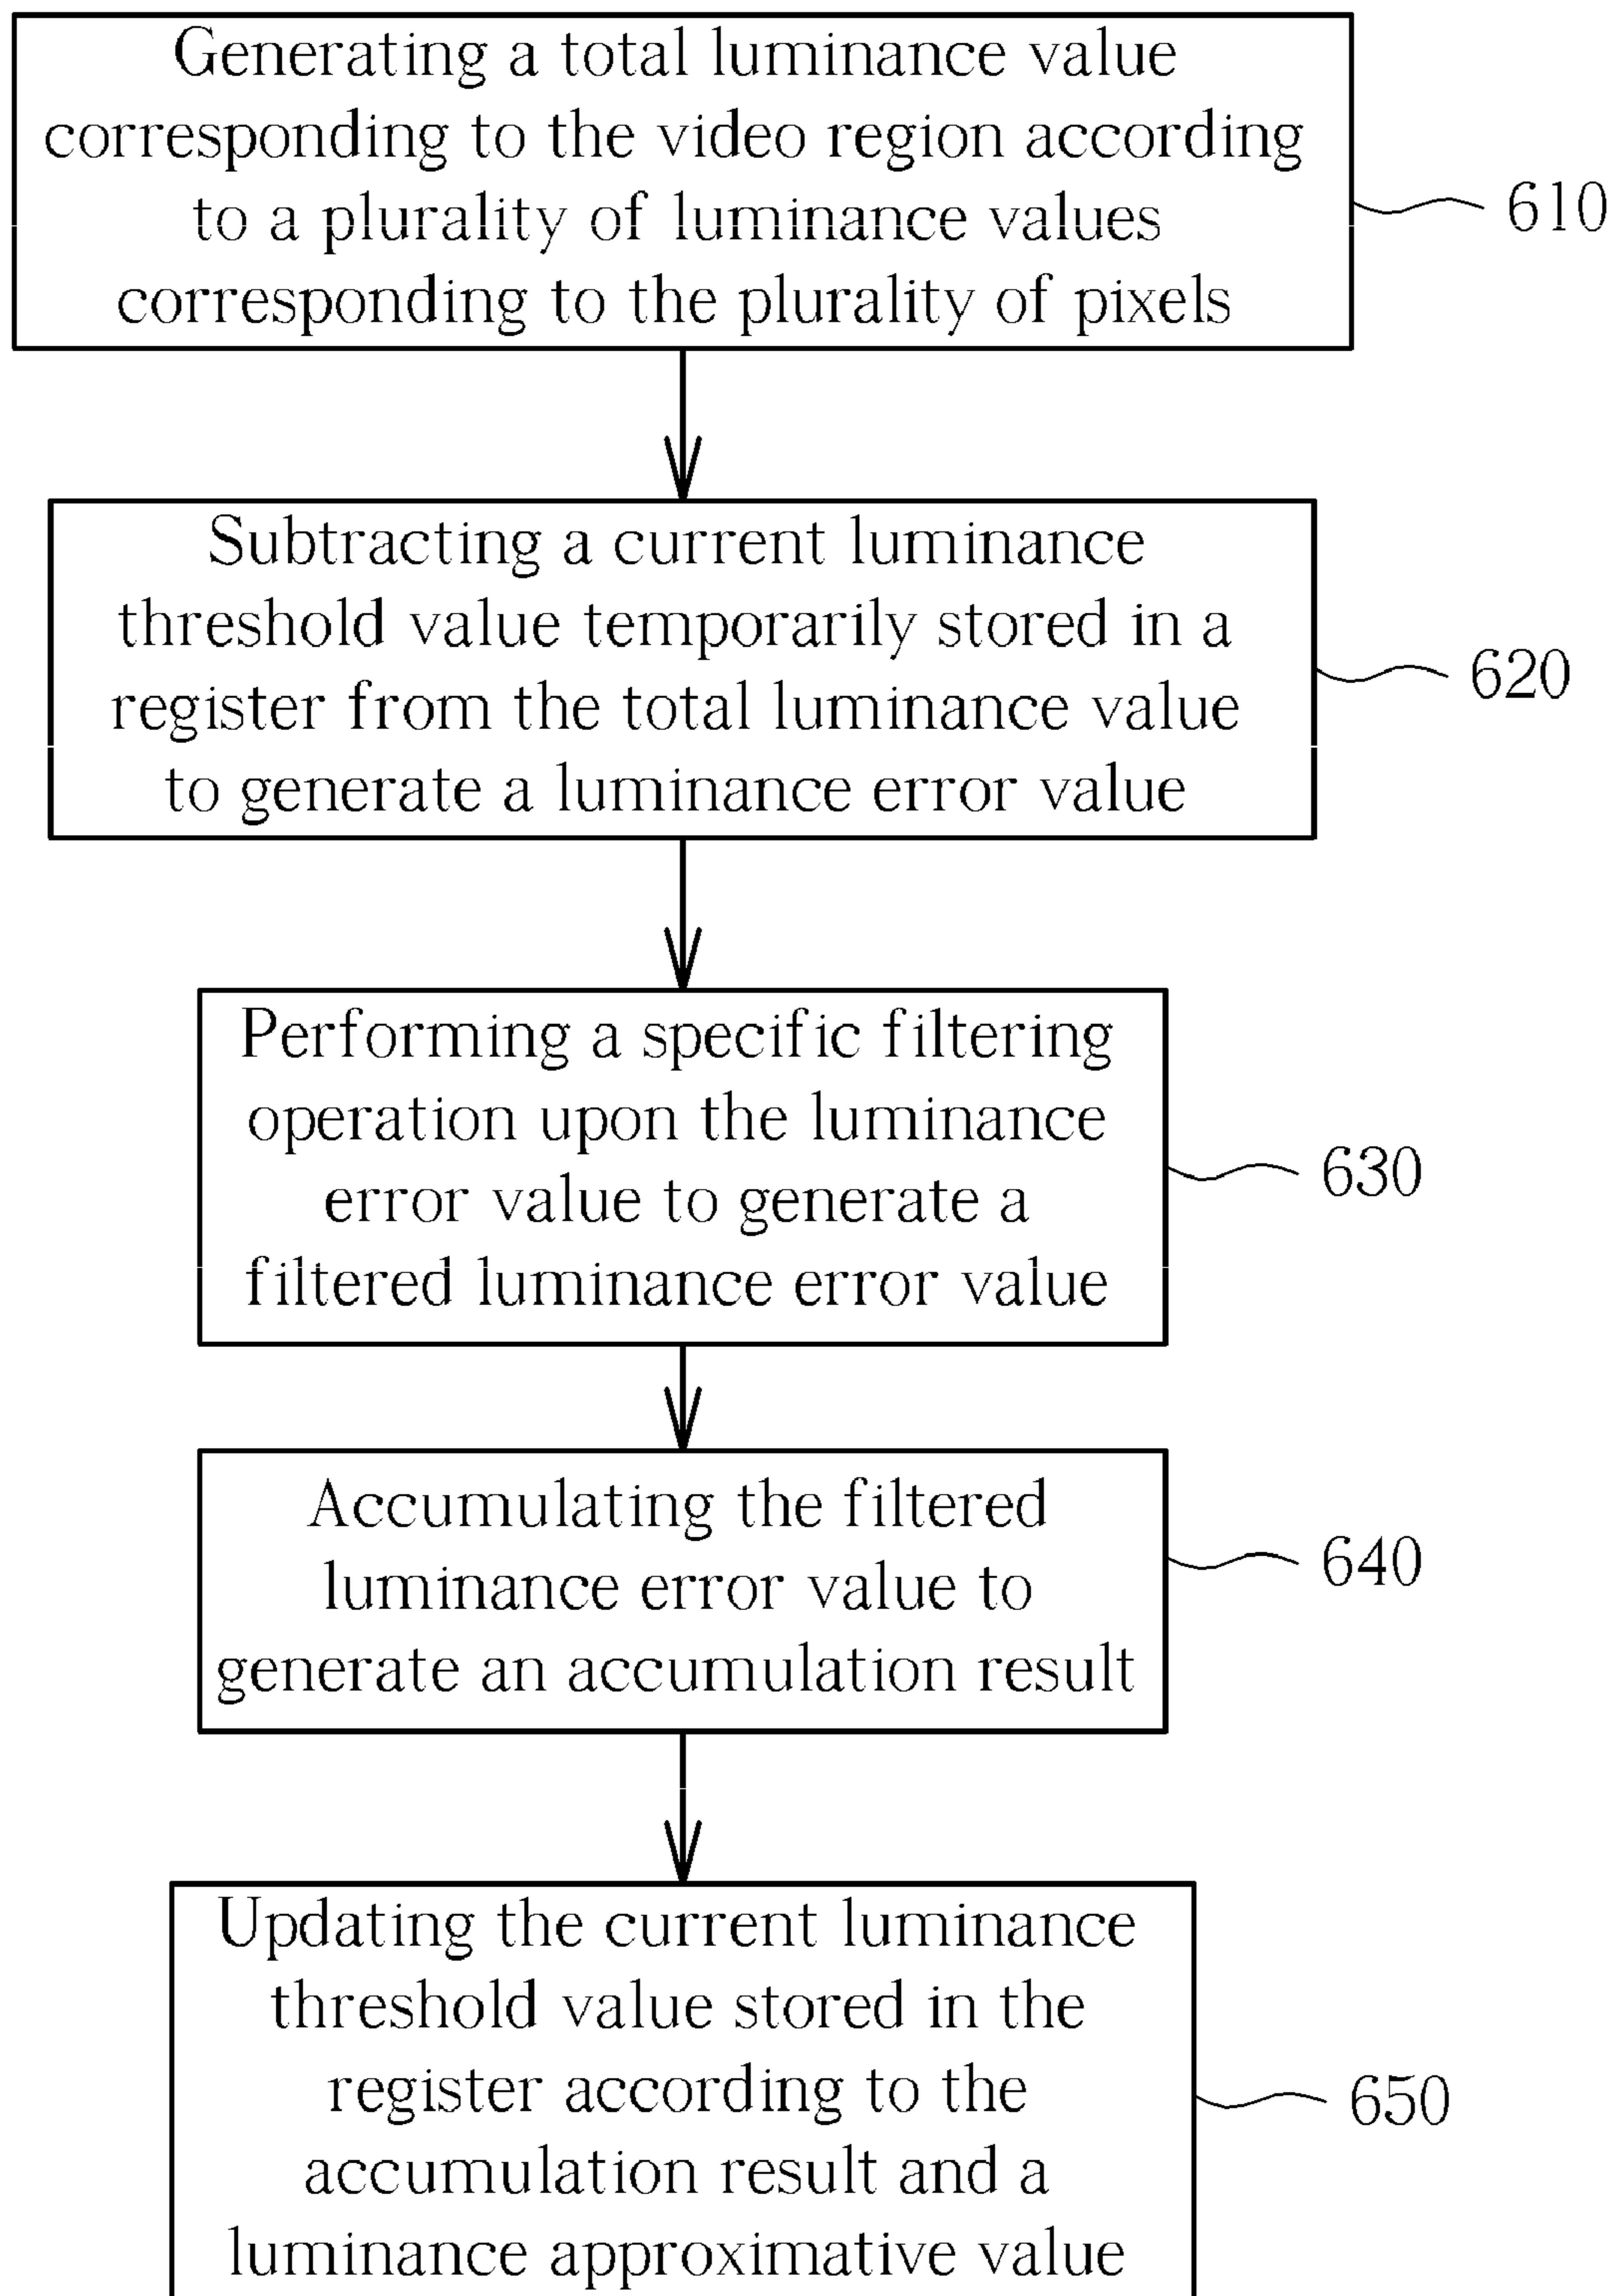 Generating a total luminance value
corresponding to the video region according
to a plurality of luminance values
corresponding to the plurality of pixels
610
Subtracting a current luminance
threshold value temporarily stored in a
register from the total luminance value
to generate a luminance error value
620
Performing a specific filtering
operation upon the luminance
error value to generate a
filtered luminance error value
630
Accumulating the filtered
luminance error value to
generate an accumulation result
640
Updating the current luminance
threshold value stored in the
register according to the
accumulation result and a
luminance approximative value
650